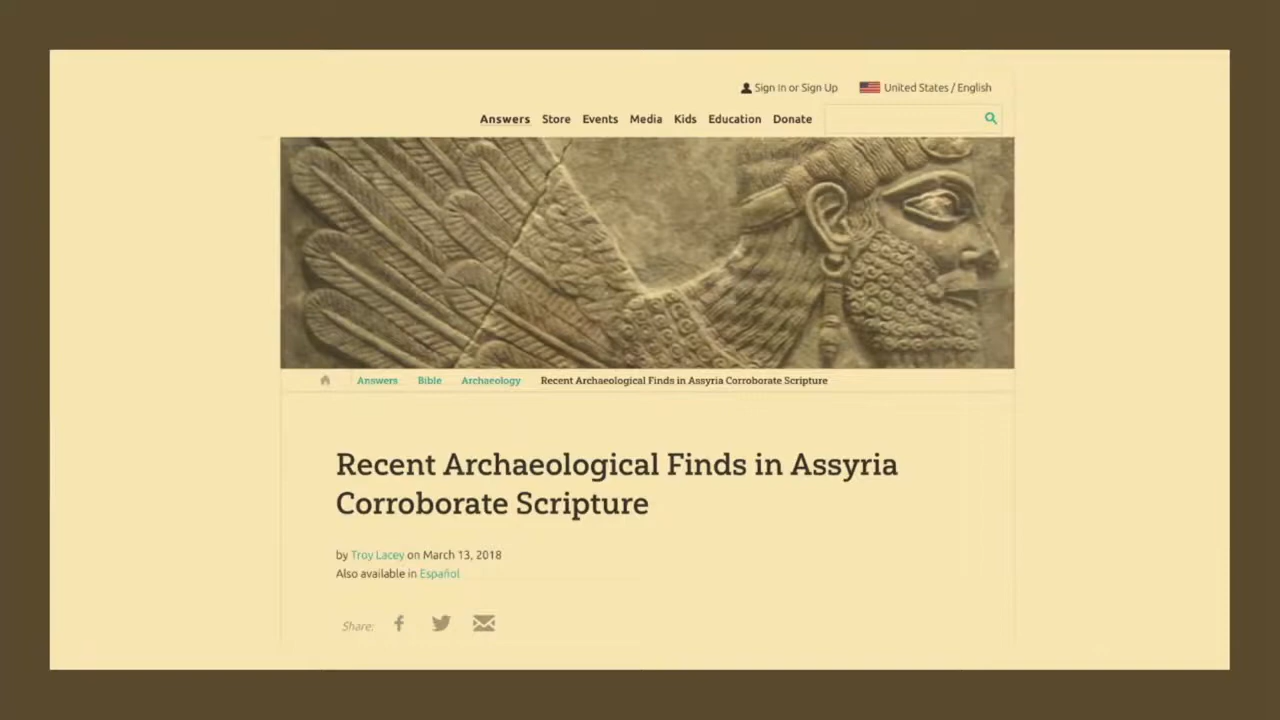 Sign In or Sign Up United States / English
Answers Store Events Media Kids Education Donate
Answers Bible Archaeology Recent Archaeological Finds in Assyria Corroborate Scripture
Recent Archaeological Finds in Assyria
Corroborate Scripture
by Troy Lacey on March 13, 2018
Also available in Español
Share: